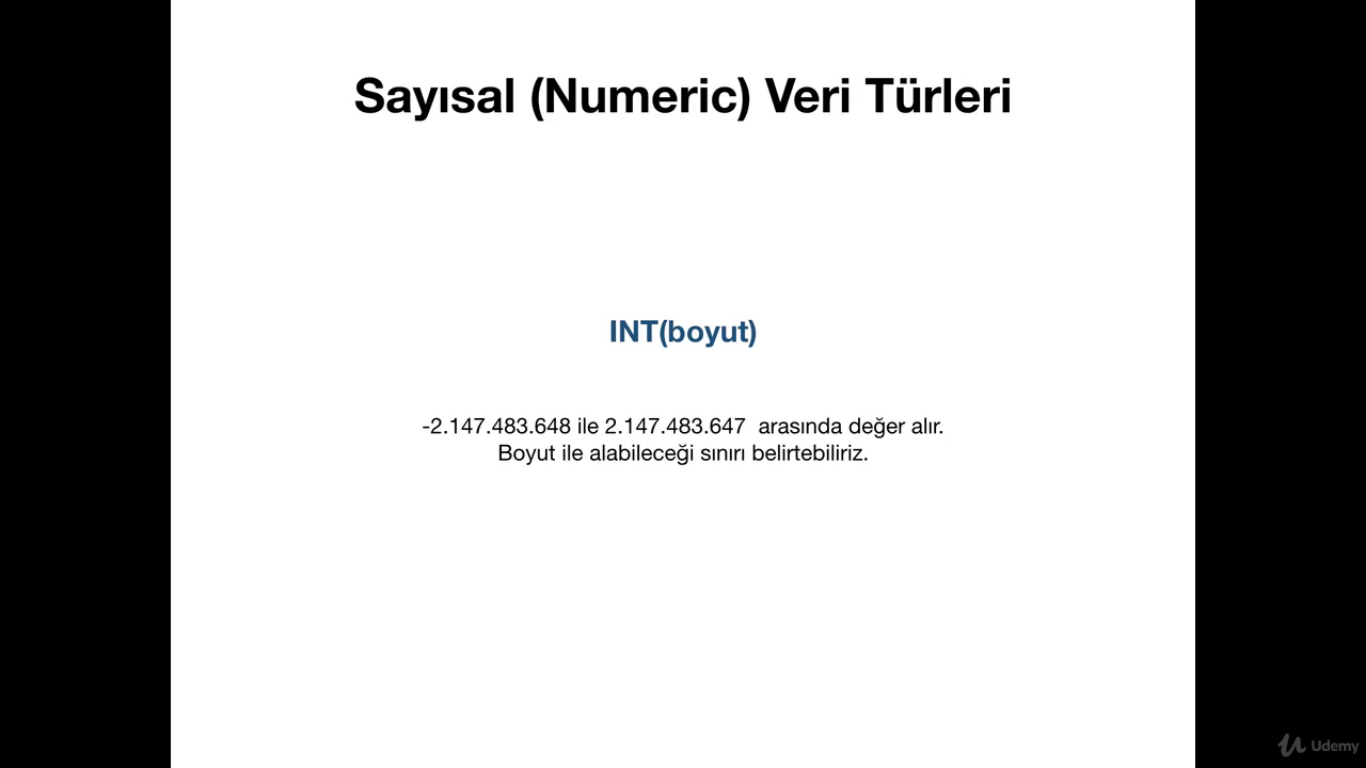 Sayısal (Numeric) Veri Türleri
INT(boyut)
-2.147.483.648 ile 2.147.483.647  arasında değer alır.
Boyut ile alabileceği sınırı belirtebiliriz.
Udemy